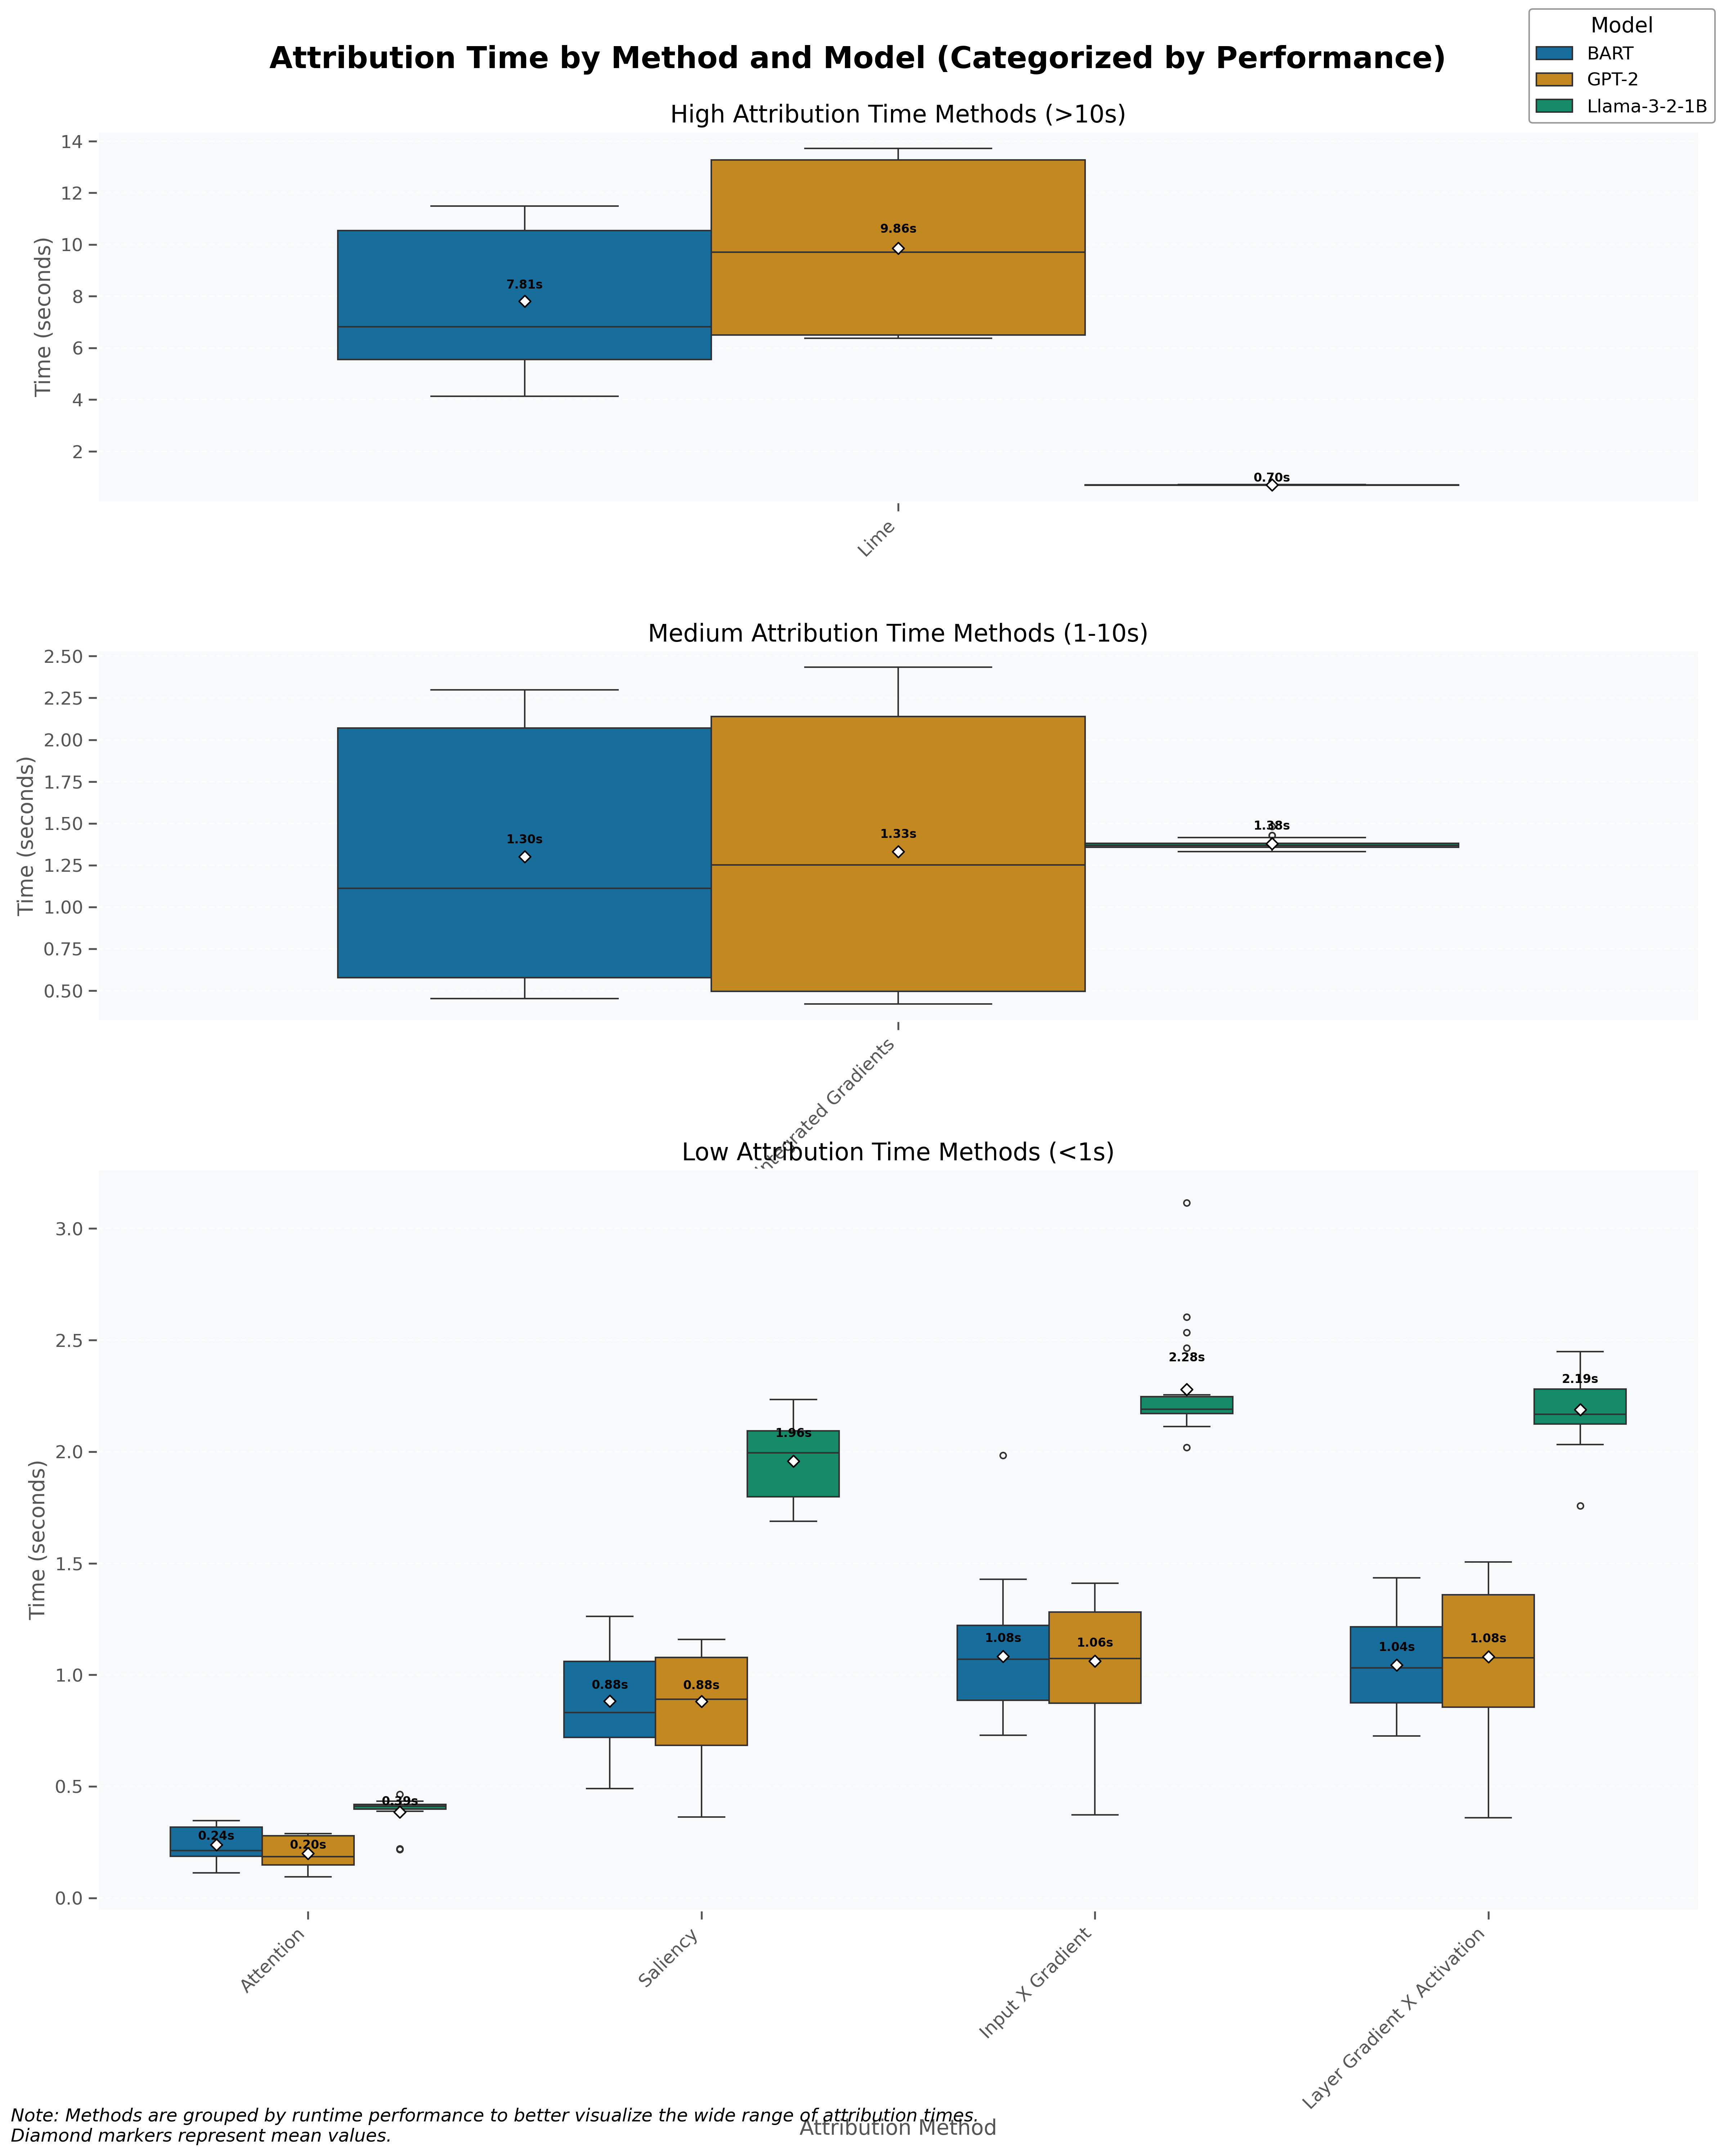 Attribution Time by Method and Model (Categorized by Performance)
Model
BART
GPT-2
Llama-3-2-1B
High Attribution Time Methods (>10s)
Time (seconds)
14
12
10
8
6
4
2
7.81s
9.86s
0.70s
Lime
Medium Attribution Time Methods (1-10s)
Time (seconds)
2.50
2.25
2.00
1.75
1.50
1.25
1.00
0.75
0.50
1.30s
1.33s
1.38s
Integrated Gradients
Low Attribution Time Methods (<1s)
Time (seconds)
3.0
2.5
2.0
1.5
1.0
0.5
0.0
0.24s
0.20s
0.39s
0.88s
0.88s
1.96s
1.08s
1.06s
2.28s
1.04s
1.08s
2.19s
Attention
Saliency
Input X Gradient
Layer Gradient X Activation
Attribution Method
Note: Methods are grouped by runtime performance to better visualize the wide range of attribution times.
Diamond markers represent mean values.